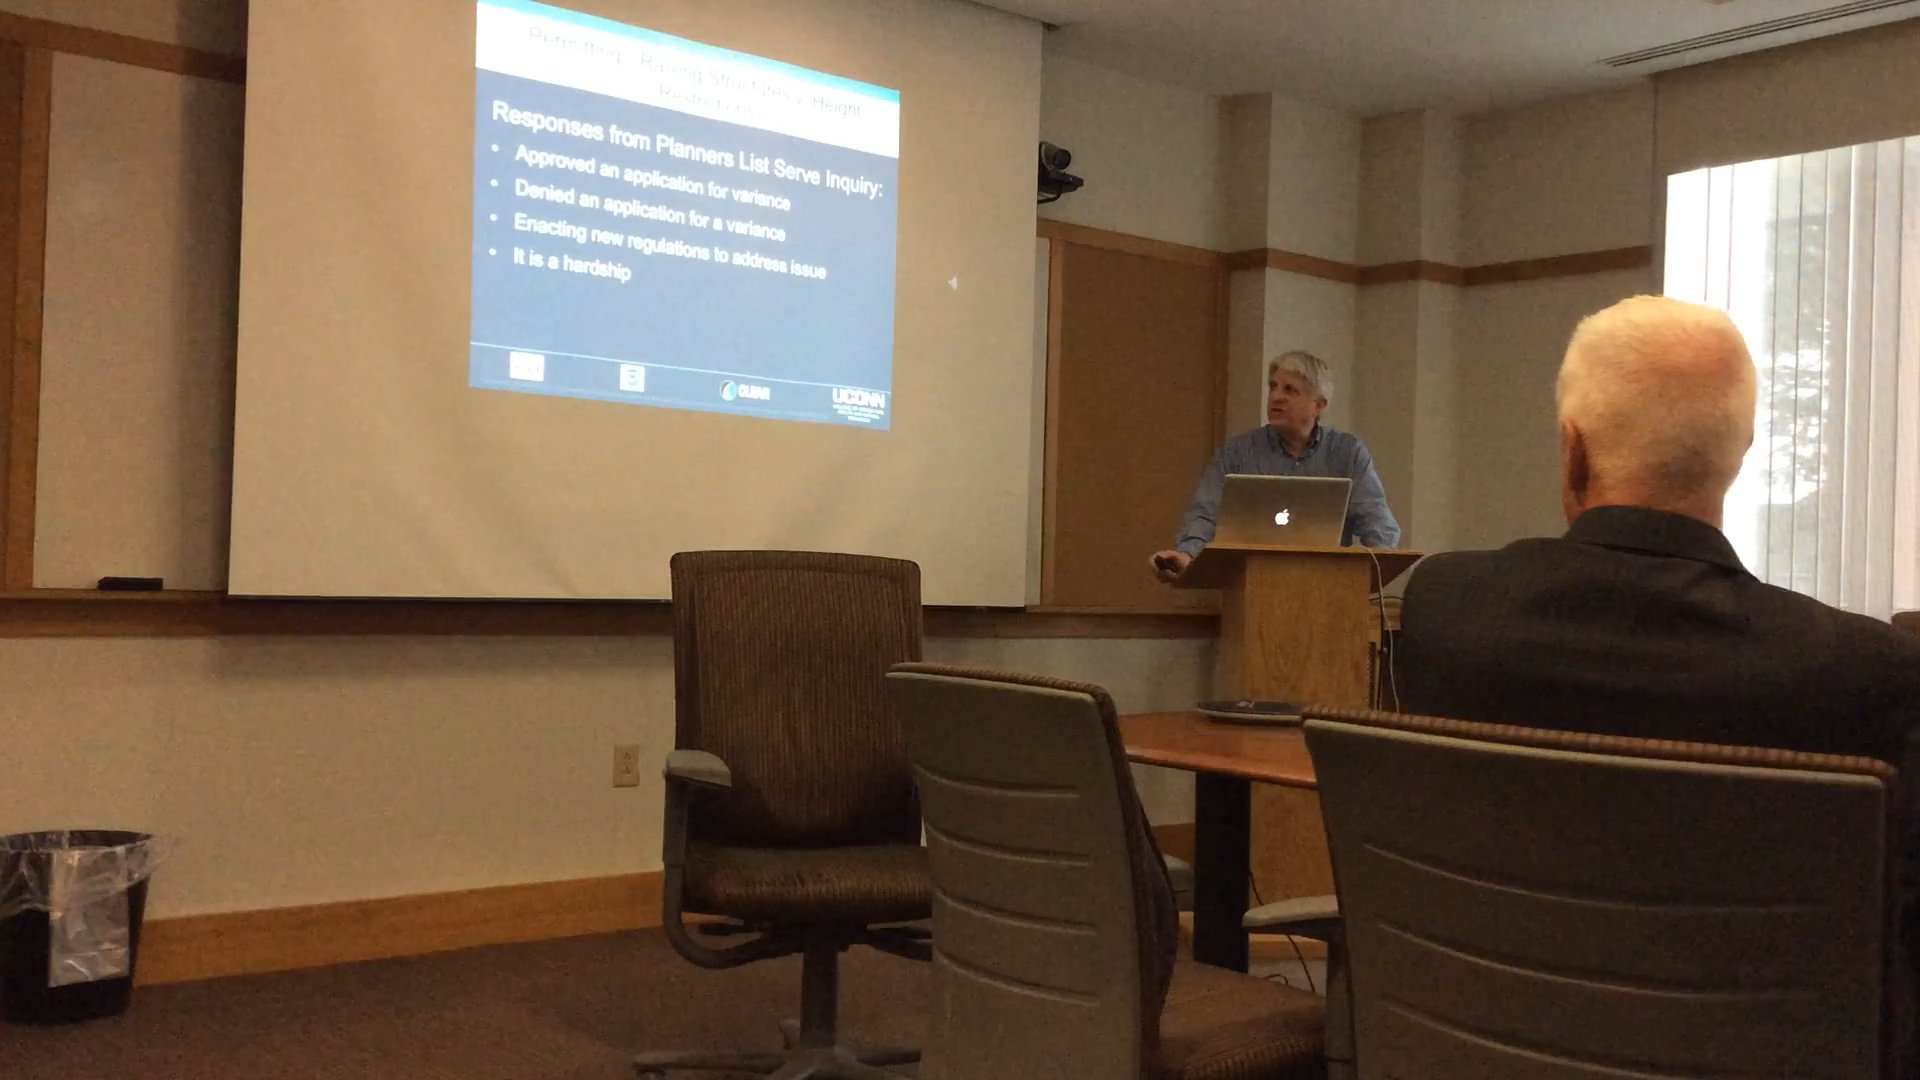 Permitting - Raising Structures v. Height
Restrictions
Responses from Planners List Serve Inquiry:
• Approved an application for variance
• Denied an application for a variance
• Enacting new regulations to address issue
• It is a hardship
CLEAR
UCONN